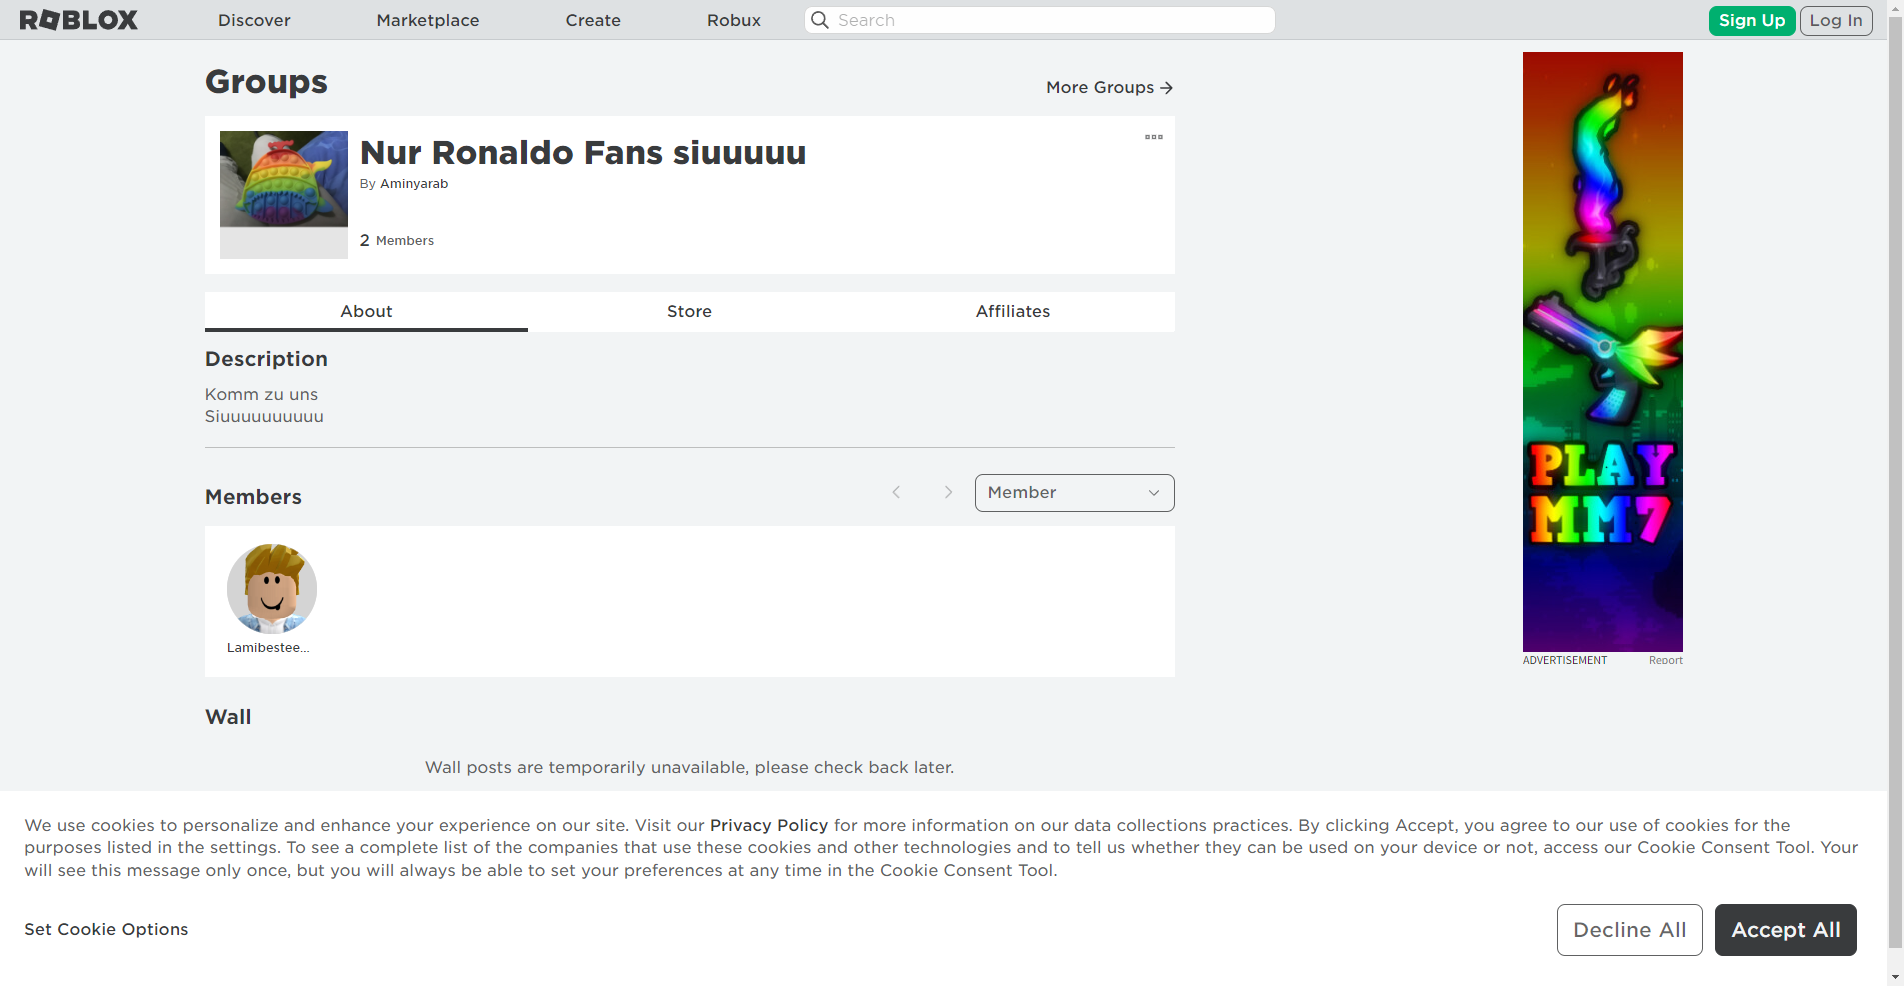 ROBLOX
Discover
Marketplace
Create
Robux
Search
Sign Up
Log In
Groups
More Groups
Nur Ronaldo Fans siuuuuu
By Aminyarab
2 Members
About
Store
Affiliates
Description
Komm zu uns
Siuuuuuuuuuu
Members
Member
Lamibestee...
Wall
Wall posts are temporarily unavailable, please check back later.
PLAY
MM7
ADVERTISEMENT
Report
We use cookies to personalize and enhance your experience on our site. Visit our Privacy Policy for more information on our data collections practices. By clicking Accept, you agree to our use of cookies for the
purposes listed in the settings. To see a complete list of the companies that use these cookies and other technologies and to tell us whether they can be used on your device or not, access our Cookie Consent Tool. Your
will see this message only once, but you will always be able to set your preferences at any time in the Cookie Consent Tool.
Set Cookie Options
Decline All
Accept All